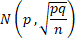 N(p, √(pq/n))